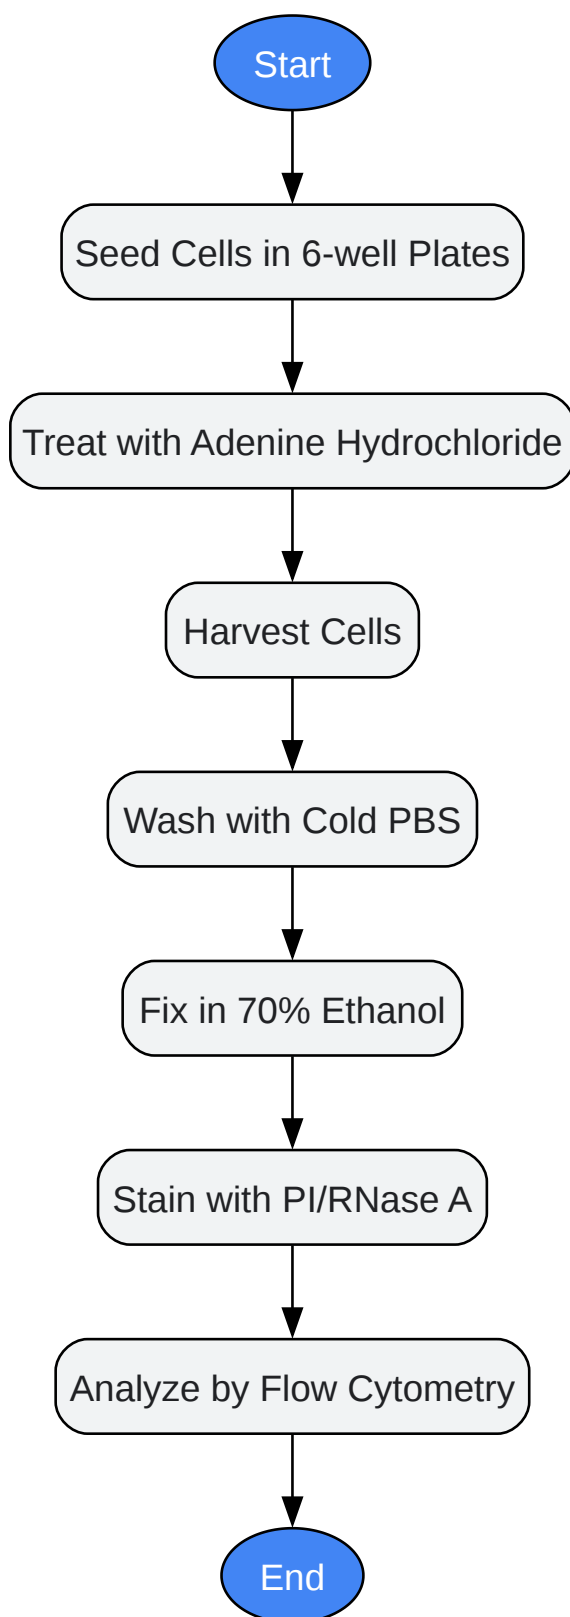 Start
Seed Cells in 6-well Plates
Treat with Adenine Hydrochloride
Harvest Cells
Wash with Cold PBS
Fix in 70% Ethanol
Stain with PI/RNase A
Analyze by Flow Cytometry
End